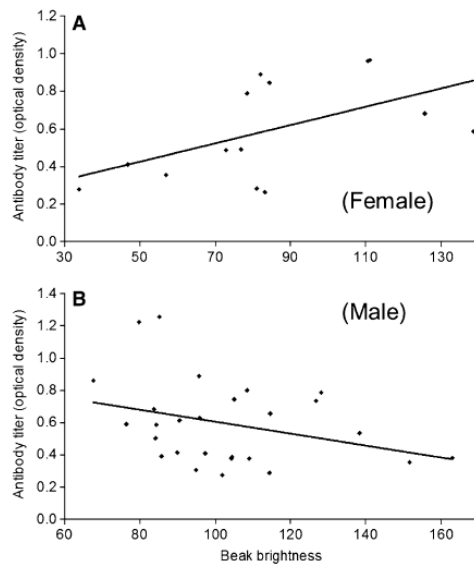 A
(Female)
Antibody titer (optical density)
1.2
1.0
0.8
0.6
0.4
0.2
0.0
30 50 70 90 110 130
B
(Male)
Antibody titer (optical density)
1.4
1.2
1.0
0.8
0.6
0.4
0.2
0.0
60 80 100 120 140 160
Beak brightness